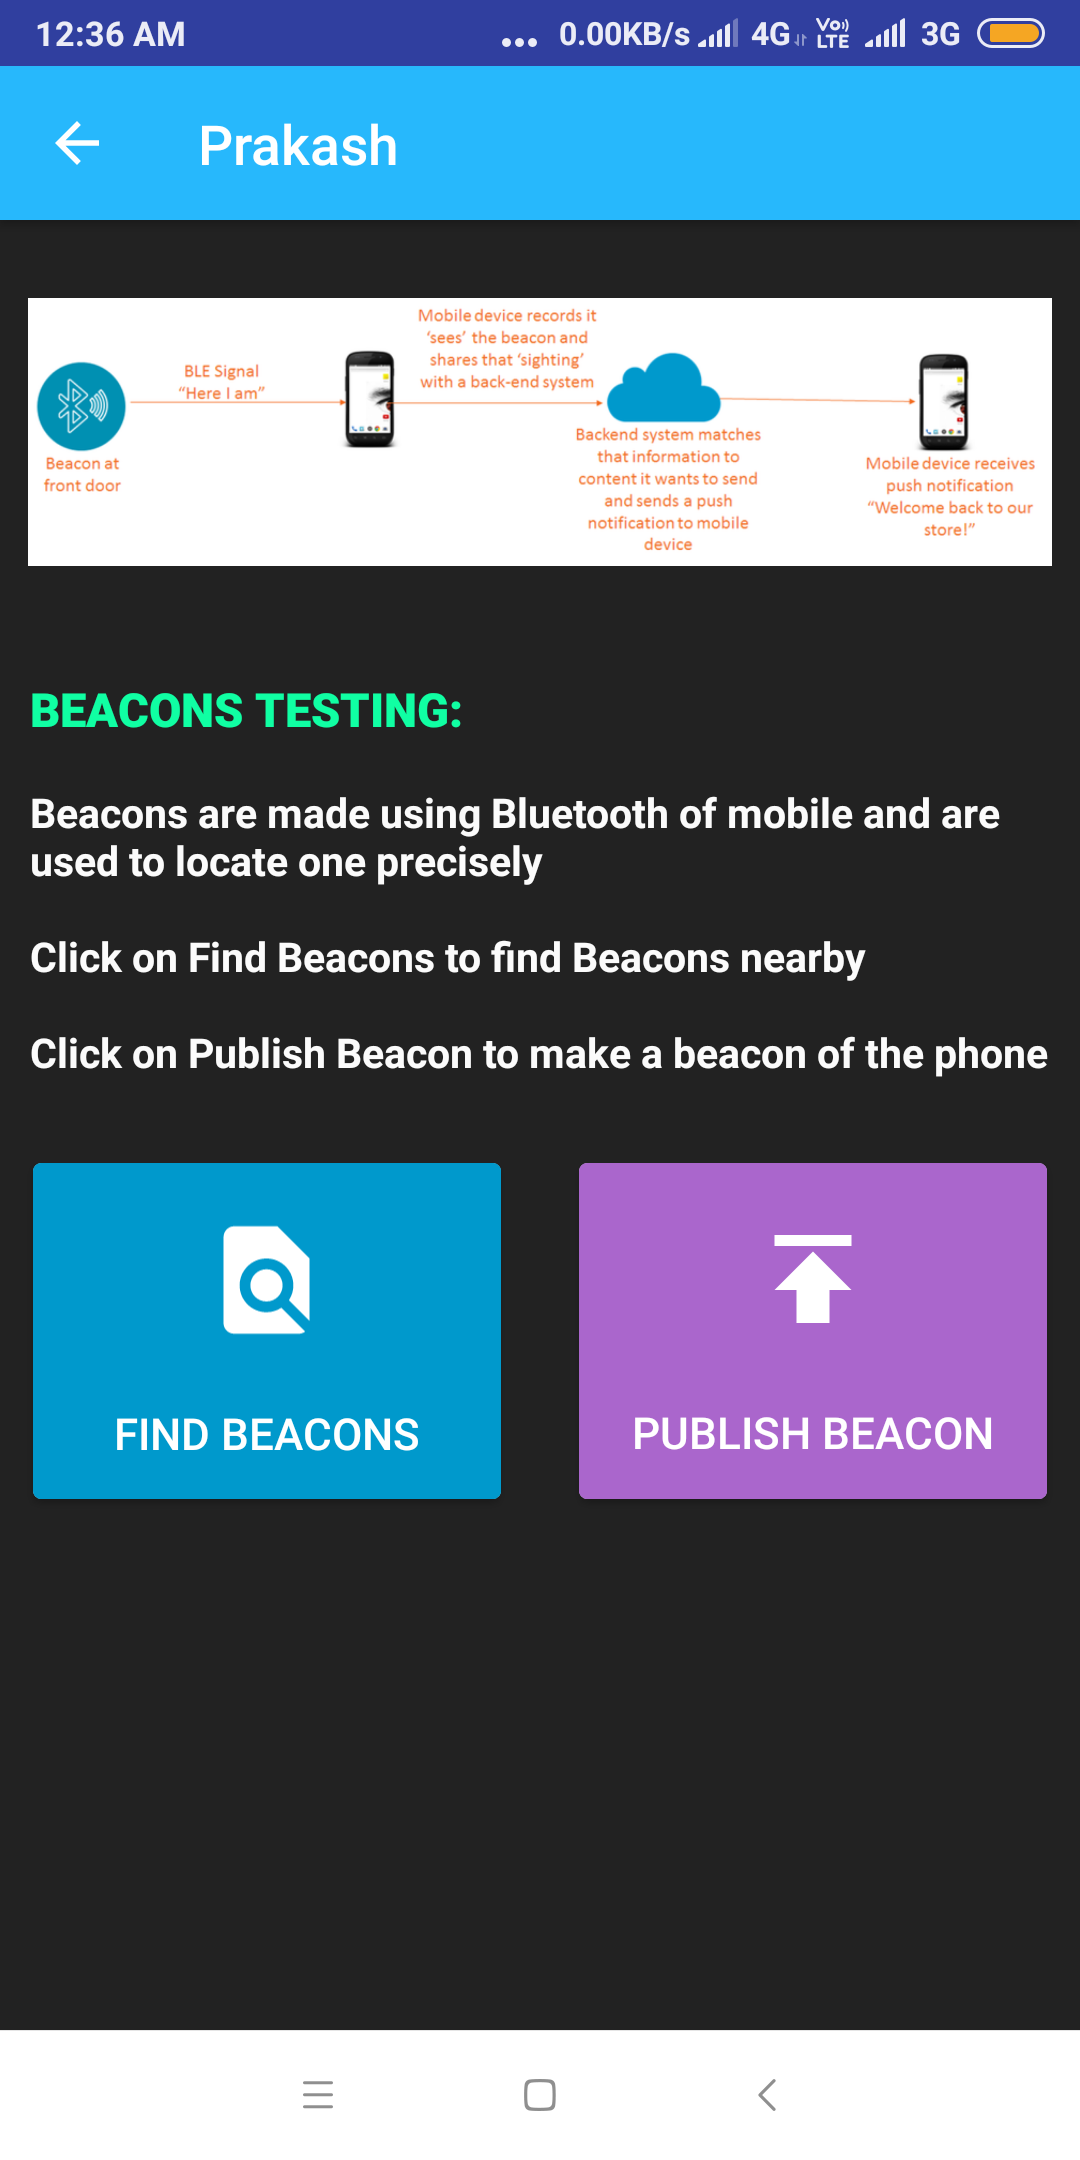 12:36 AM ... 0.00KB/s 4G Vo)) LTE 3G
Prakash
BLE Signal
“Here I am”
Beacon at
front door
Mobile device records it
‘sees’ the beacon and
shares that ‘sighting’
with a back-end system
Backend system matches
that information to
content it wants to send
and sends a push
notification to mobile
device
Mobile device receives
push notification
“Welcome back to our
store!”
BEACONS TESTING:
Beacons are made using Bluetooth of mobile and are
used to locate one precisely
Click on Find Beacons to find Beacons nearby
Click on Publish Beacon to make a beacon of the phone
FIND BEACONS
PUBLISH BEACON